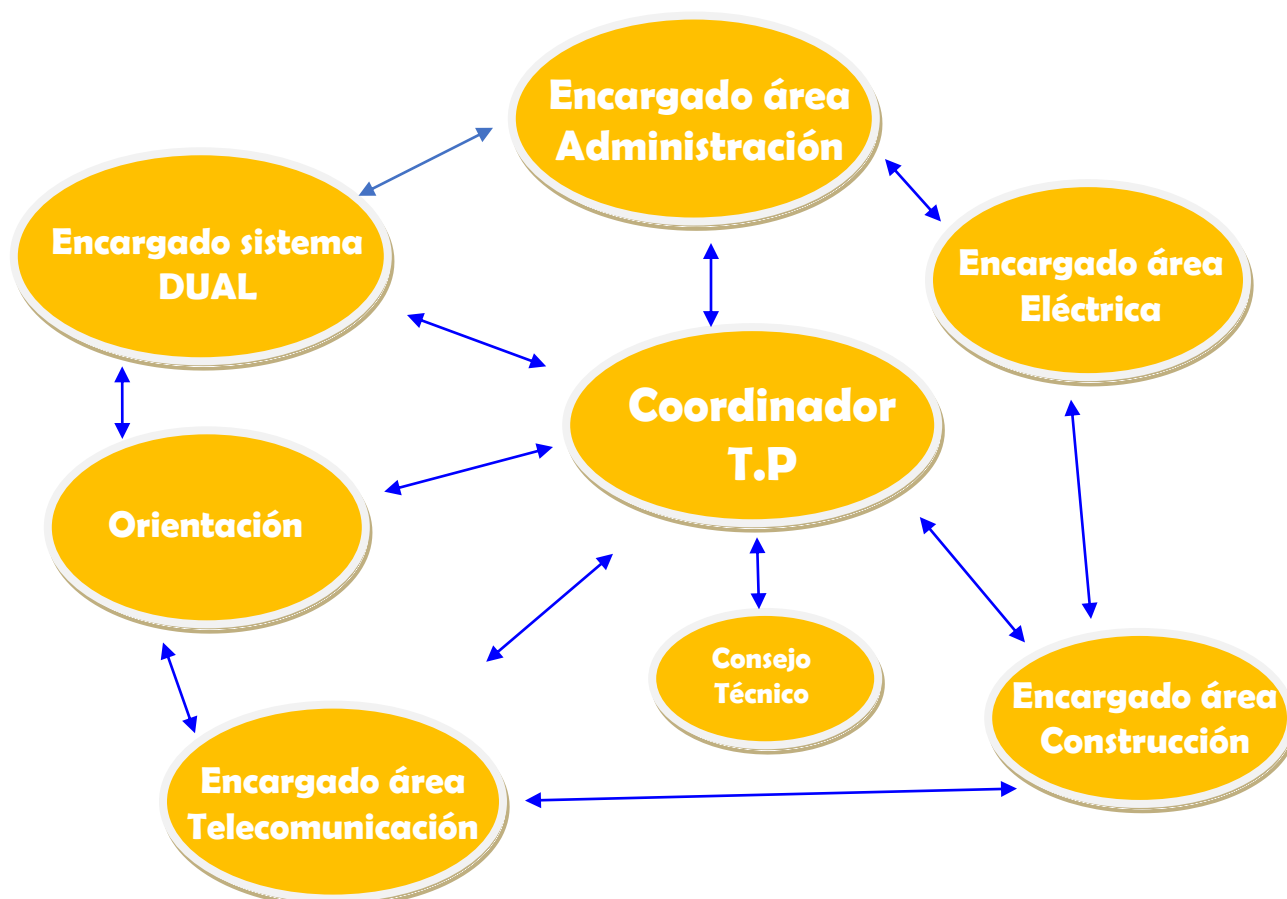 Encargado área
Administración
Encargado sistema
DUAL
Encargado área
Eléctrica
Coordinador
T.P
Orientación
Consejo
Técnico
Encargado área
Construcción
Encargado área
Telecomunicación